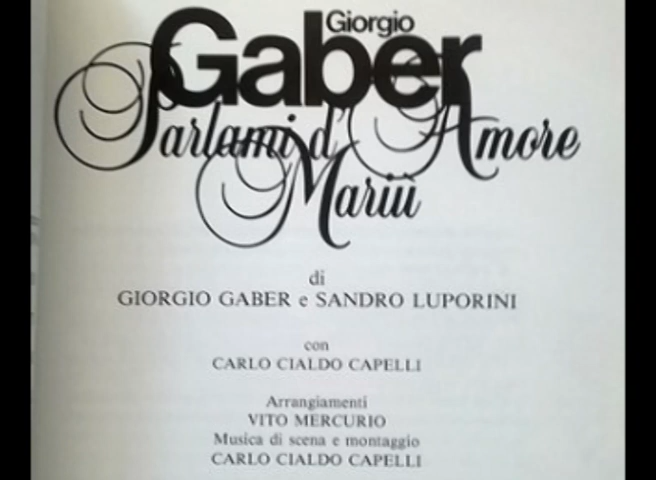 Giorgio
Gaber
Parlami d'Amore
Mariù
di
GIORGIO GABER e SANDRO LUPORINI
con
CARLO CIALDO CAPELLI
Arrangiamenti
VITO MERCURIO
Musica di scena e montaggio
CARLO CIALDO CAPELLI